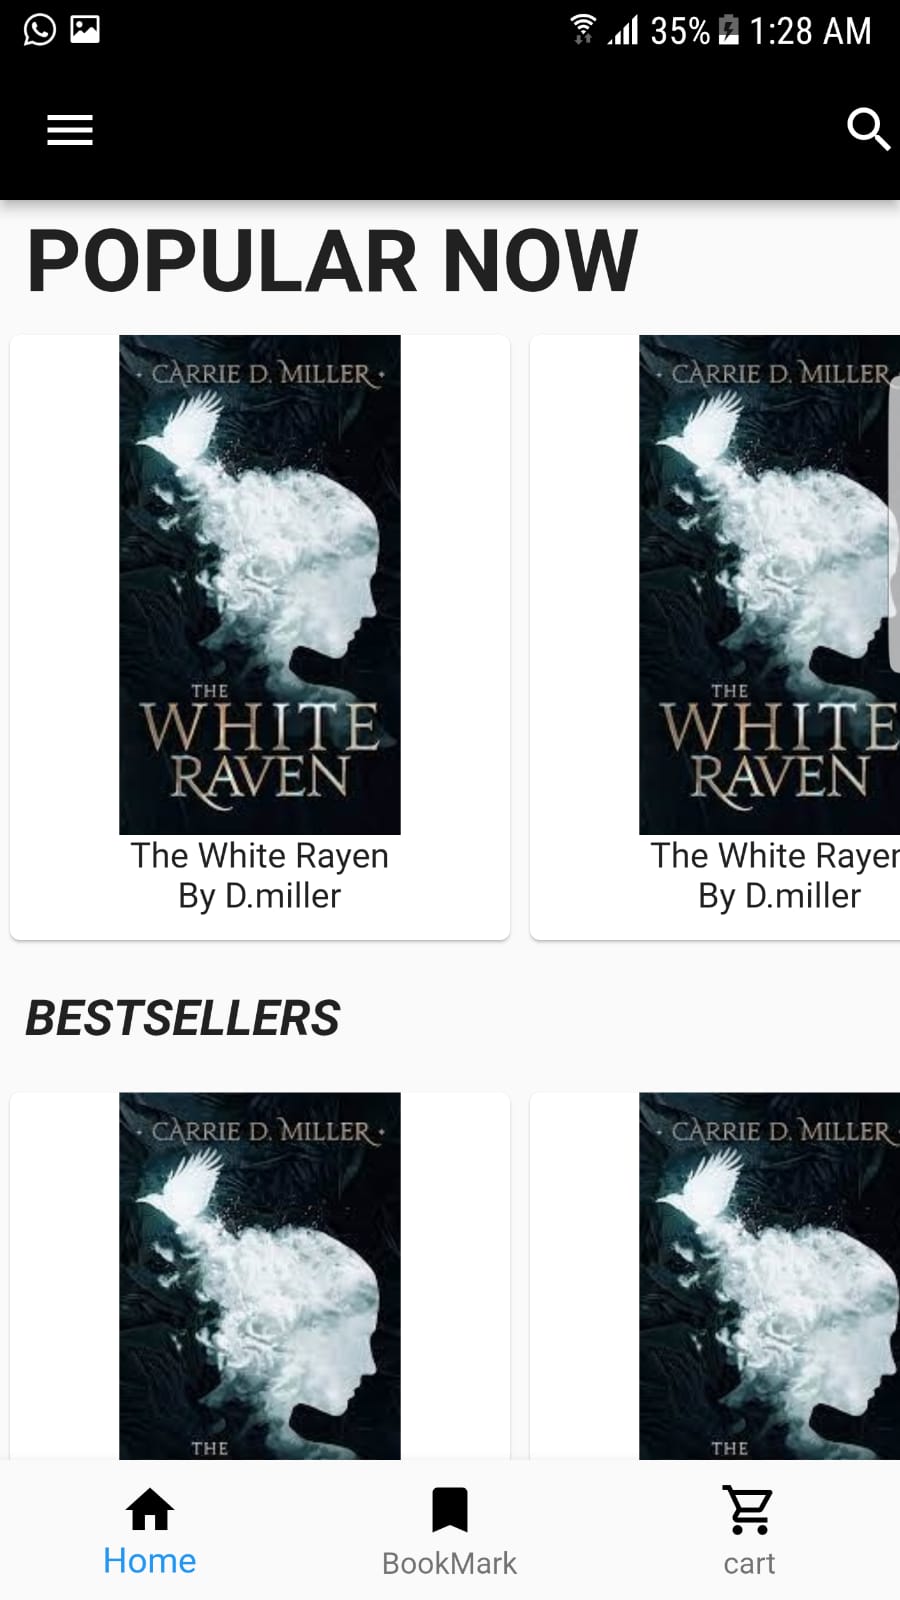 35% 1:28 AM
POPULAR NOW
· CARRIE D. MILLER ·
THE
WHITE
RAVEN
The White Rayen
By D.miller
· CARRIE D. MILLER
THE
WHITE
RAVEN
The White Rayen
By D.miller
BESTSELLERS
· CARRIE D. MILLER ·
THE
· CARRIE D. MILLER
THE
Home
BookMark
cart